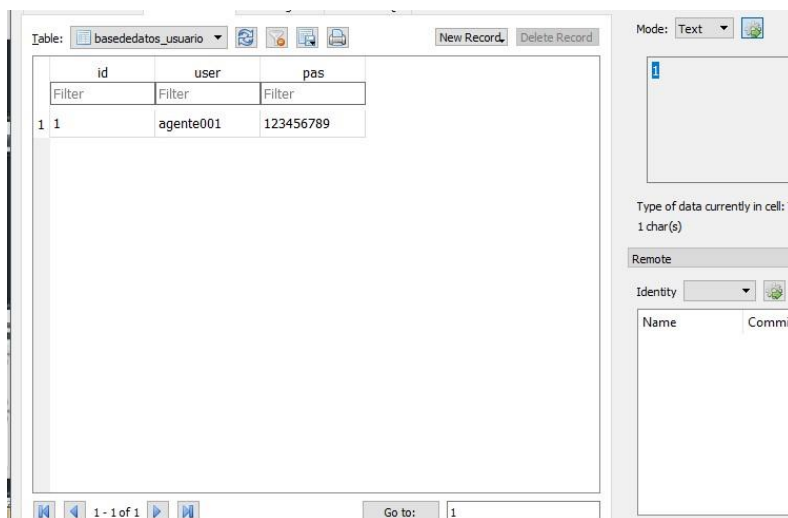 Table: basededatos_usuario New Record Delete Record
id user pas
Filter Filter Filter
1 1 agente001 123456789
1 - 1 of 1 Go to: 1
Mode: Text
1
Type of data currently in cell:
1 char(s)
Remote
Identity
Name Commi